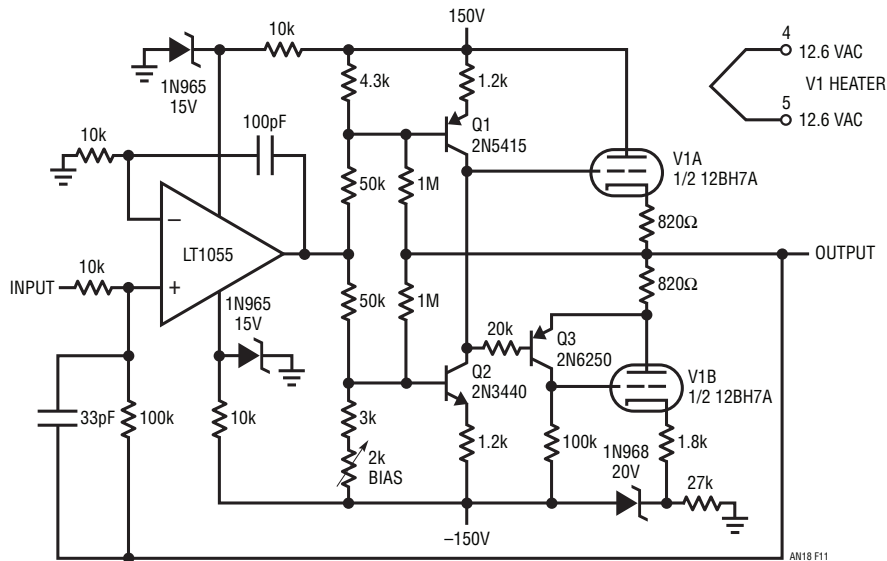 150V
4
12.6 VAC
V1 HEATER
5
12.6 VAC
10k
1N965
15V
4.3k
1.2k
Q1
2N5415
10k
100pF
V1A
1/2 12BH7A
50k
1M
820Ω
–
LT1055
OUTPUT
10k
INPUT
+
1N965
15V
50k
1M
820Ω
20k
Q3
2N6250
Q2
2N3440
V1B
1/2 12BH7A
33pF
100k
10k
3k
2k
BIAS
1.2k
100k
1N968
20V
1.8k
27k
–150V
AN18 F11